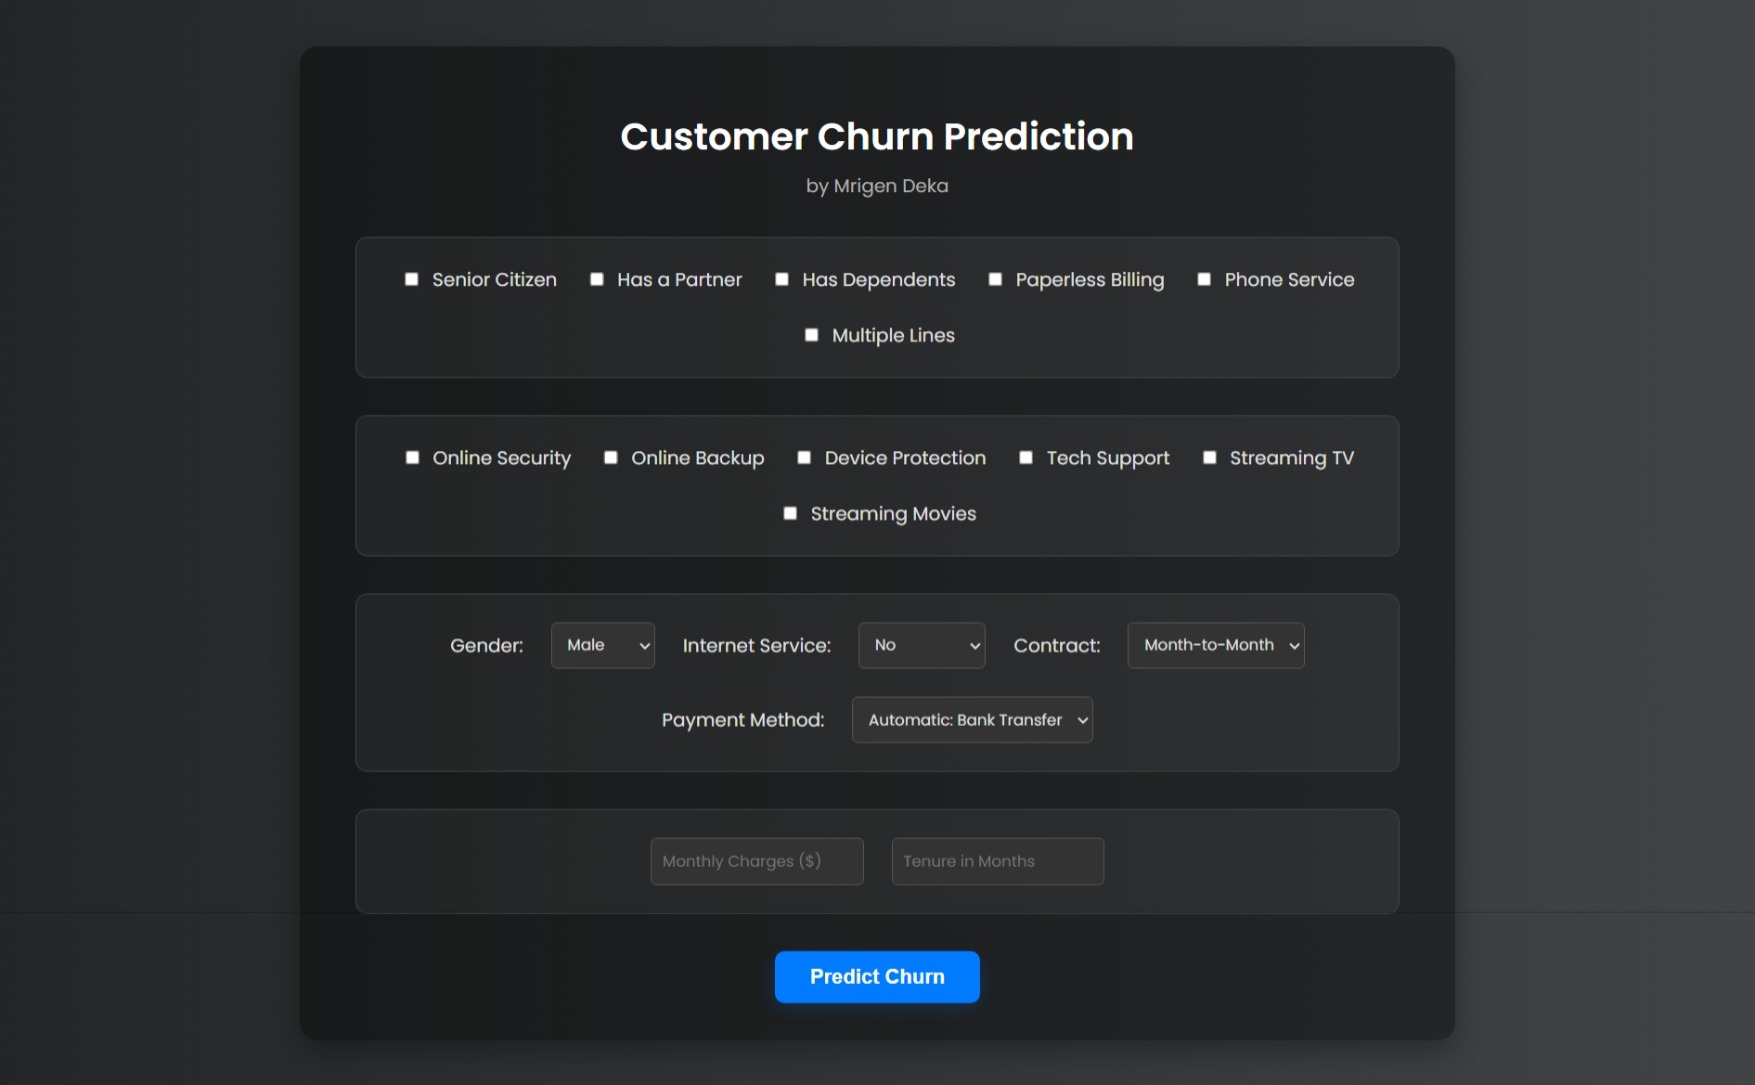 Customer Churn Prediction
by Mrigen Deka
Senior Citizen Has a Partner Has Dependents Paperless Billing Phone Service
Multiple Lines
Online Security Online Backup Device Protection Tech Support Streaming TV
Streaming Movies
Gender: Male Internet Service: No Contract: Month-to-Month
Payment Method: Automatic: Bank Transfer
Monthly Charges ($) Tenure in Months
Predict Churn